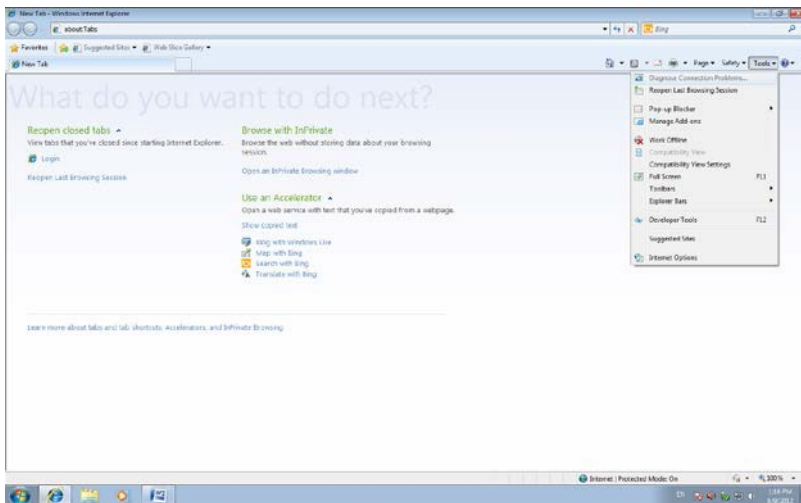 New Tab - Windows Internet Explorer
about:Tabs
Bing
Favorites Suggested Sites Web Slice Gallery
New Tab
Page Safety Tools
What do you want to do next?
Reopen closed tabs
View tabs that you've closed since starting Internet Explorer.
Login
Reopen Last Browsing Session
Browse with InPrivate
Browse the web without storing data about your browsing
session.
Open an InPrivate Browsing window
Use an Accelerator
Open a web service with text that you've copied from a webpage.
Show copied text
Blog with Windows Live
Map with Bing
Search with Bing
Translate with Bing
Learn more about tabs and tab shortcuts, Accelerators, and InPrivate Browsing.
Diagnose Connection Problems...
Reopen Last Browsing Session
Pop-up Blocker
Manage Add-ons
Work Offline
Compatibility View
Compatibility View Settings
Full Screen F11
Toolbars
Explorer Bars
Developer Tools F12
Suggested Sites
Internet Options
Internet | Protected Mode: On
100%
EN